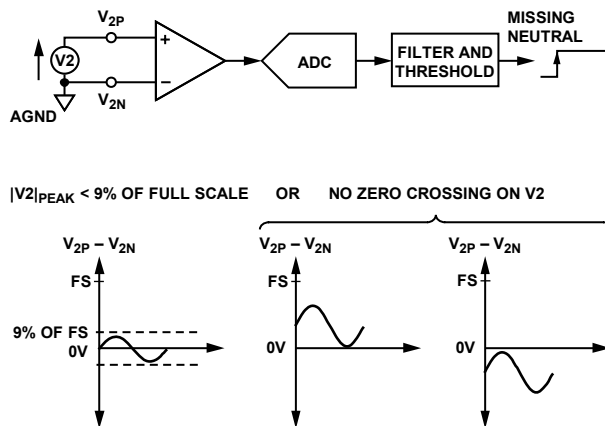 V2P
V2
V2N
AGND
+
−
ADC
FILTER AND
THRESHOLD
MISSING
NEUTRAL
|V2|PEAK < 9% OF FULL SCALE OR NO ZERO CROSSING ON V2
V2P – V2N
FS
9% OF FS
0V
V2P – V2N
FS
0V
V2P – V2N
FS
0V